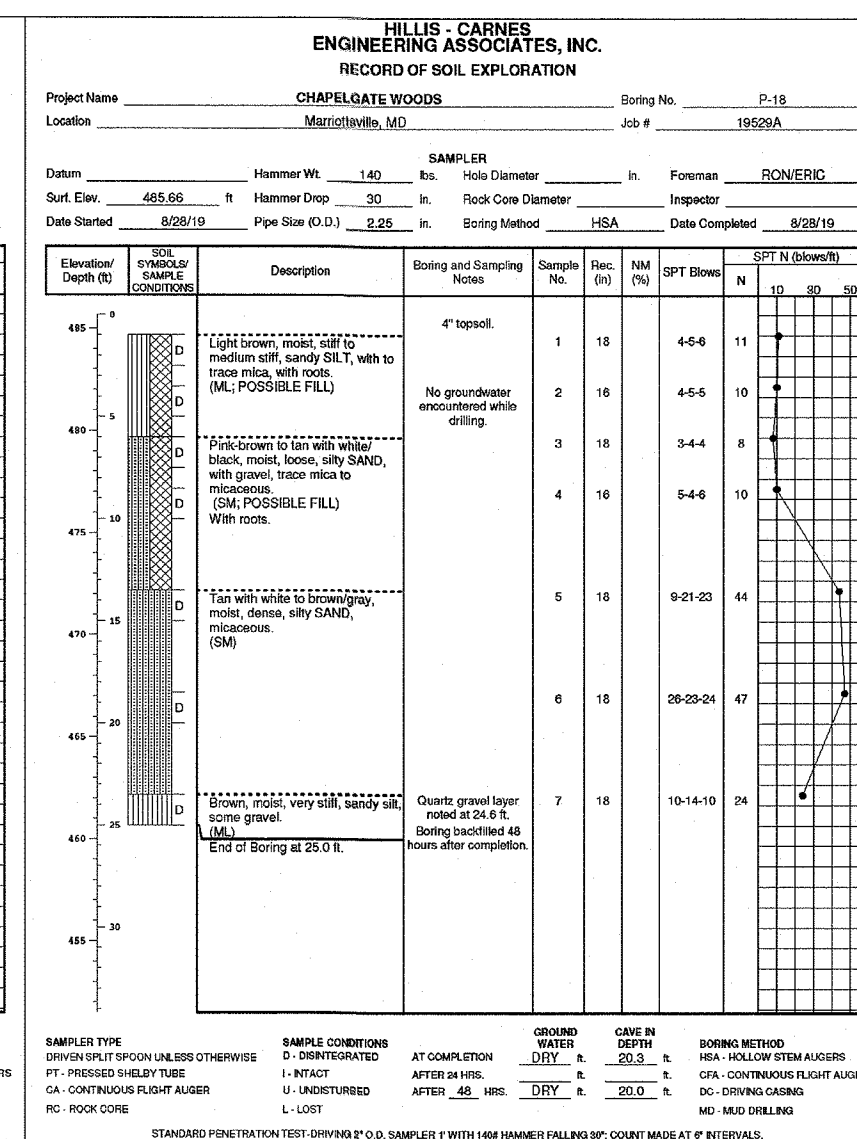 HILLIS - CARNES
ENGINEERING ASSOCIATES, INC.
RECORD OF SOIL EXPLORATION
Project Name CHAPELGATE WOODS Boring No. P-18
Location Marriottsville, MD Job # 19529A
SAMPLER
Datum Hammer Wt. 140 lbs. Hole Diameter in. Foreman RON/ERIC
Surf. Elev. 485.66 ft Hammer Drop 30 in. Rock Core Diameter Inspector
Date Started 8/28/19 Pipe Size (O.D.) 2.25 in. Boring Method HSA Date Completed 8/28/19
Elevation/ Depth (ft) SOIL SYMBOLS/ SAMPLE CONDITIONS Description Boring and Sampling Notes Sample No. Rec. (in) NM (%) SPT Blows SPT N (blows/ft)
N 10 30 50
0
485
4" topsoil.
Light brown, moist, stiff to
medium stiff, sandy SILT, with to
trace mica, with roots.
(ML; POSSIBLE FILL)
D 1 18 4-5-6 11
D 2 16 4-5-5 10
No groundwater
encountered while
drilling.
5
480
Pink-brown to tan with white/
black, moist, loose, silty SAND,
with gravel, trace mica to
micaceous.
(SM; POSSIBLE FILL)
With roots.
D 3 18 3-4-4 8
D 4 16 5-4-6 10
10
475
Tan with white to brown/gray,
moist, dense, silty SAND,
micaceous.
(SM)
D 5 18 9-21-23 44
15
470
D 6 18 26-23-24 47
20
465
Brown, moist, very stiff, sandy silt,
some gravel.
(ML)
D 7 18 10-14-10 24
Quartz gravel layer
noted at 24.6 ft.
Boring backfilled 48
hours after completion.
25
460
End of Boring at 25.0 ft.
30
455
SAMPLER TYPE
DRIVEN SPLIT SPOON UNLESS OTHERWISE
PT - PRESSED SHELBY TUBE
CA - CONTINUOUS FLIGHT AUGER
RC - ROCK CORE
SAMPLE CONDITIONS
D - DISINTEGRATED
I - INTACT
U - UNDISTURBED
L - LOST
GROUND WATER CAVE IN DEPTH
AT COMPLETION DRY ft. 20.3 ft.
AFTER 24 HRS. ft. ft.
AFTER 48 HRS. DRY ft. 20.0 ft.
BORING METHOD
HSA - HOLLOW STEM AUGERS
CFA - CONTINUOUS FLIGHT AUGE
DC - DRIVING CASING
MD - MUD DRILLING
RS
STANDARD PENETRATION TEST-DRIVING 2" O.D. SAMPLER 1' WITH 140# HAMMER FALLING 30"; COUNT MADE AT 6" INTERVALS.